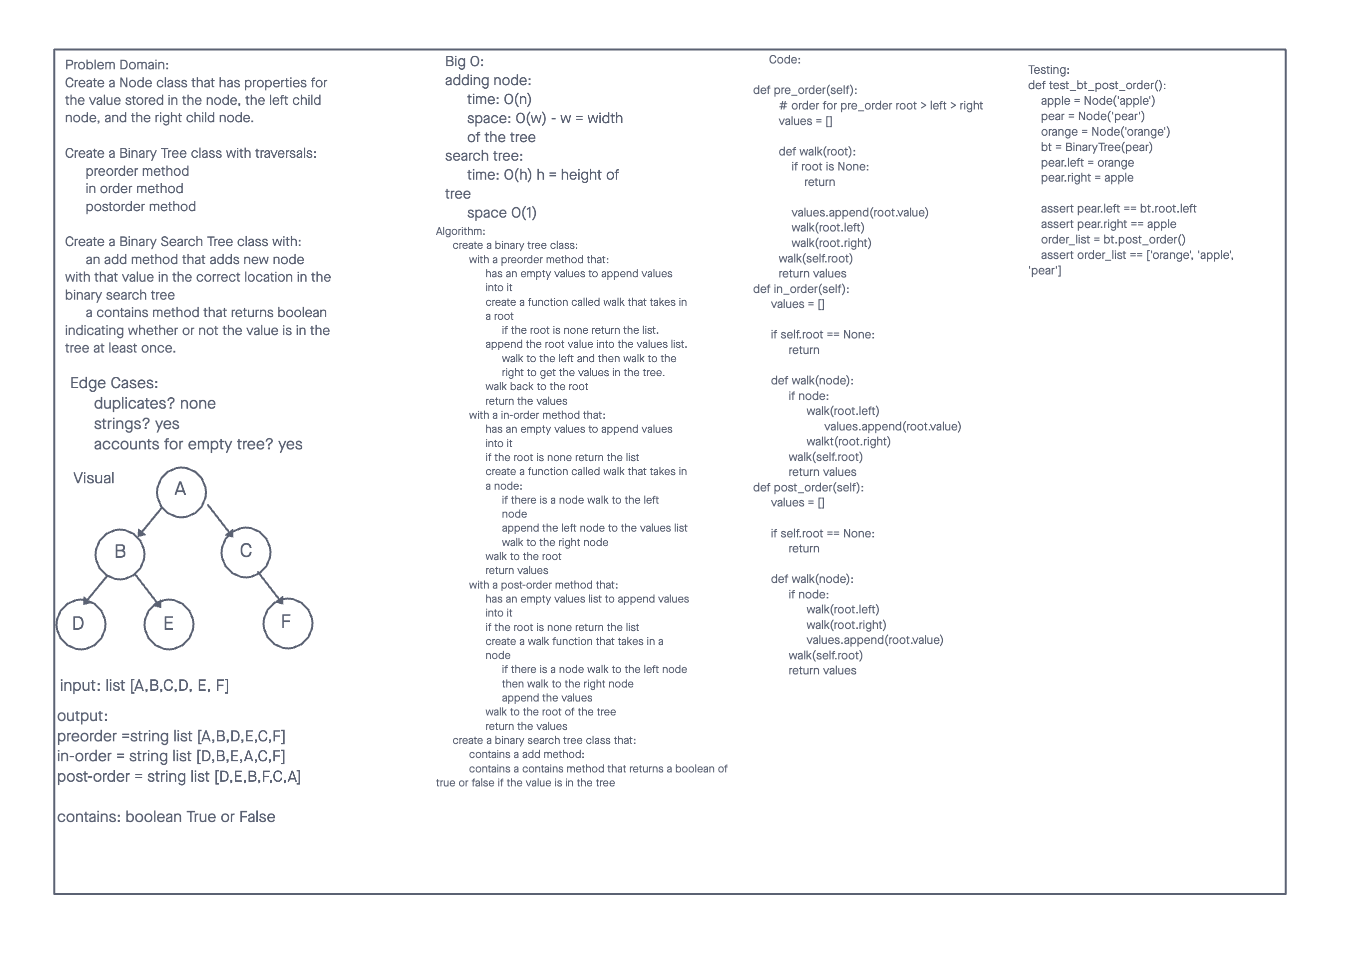 Problem Domain:
Create a Node class that has properties for
the value stored in the node, the left child
node, and the right child node.
Create a Binary Tree class with traversals:
preorder method
in order method
postorder method
Create a Binary Search Tree class with:
an add method that adds new node
with that value in the correct location in the
binary search tree
a contains method that returns boolean
indicating whether or not the value is in the
tree at least once.
Edge Cases:
duplicates? none
strings? yes
accounts for empty tree? yes
Visual
A
B
C
D
E
F
input: list [A,B,C,D, E, F]
output:
preorder =string list [A,B,D,E,C,F]
in-order = string list [D,B,E,A,C,F]
post-order = string list [D,E,B,F,C,A]
contains: boolean True or False
Big O:
adding node:
time: O(n)
space: O(w) - w = width
of the tree
search tree:
time: O(h) h = height of
tree
space O(1)
Algorithm:
create a binary tree class:
with a preorder method that:
has an empty values to append values
into it
create a function called walk that takes in
a root
if the root is none return the list.
append the root value into the values list.
walk to the left and then walk to the
right to get the values in the tree.
walk back to the root
return the values
with a in-order method that:
has an empty values to append values
into it
if the root is none return the list
create a function called walk that takes in
a node:
if there is a node walk to the left
node
append the left node to the values list
walk to the right node
walk to the root
return values
with a post-order method that:
has an empty values list to append values
into it
if the root is none return the list
create a walk function that takes in a
node
if there is a node walk to the left node
then walk to the right node
append the values
walk to the root of the tree
return the values
create a binary search tree class that:
contains a add method:
contains a contains method that returns a boolean of
true or false if the value is in the tree
Code:
def pre_order(self):
# order for pre_order root > left > right
values = []
def walk(root):
if root is None:
return
values.append(root.value)
walk(root.left)
walk(root.right)
walk(self.root)
return values
def in_order(self):
values = []
if self.root == None:
return
def walk(node):
if node:
walk(root.left)
values.append(root.value)
walkt(root.right)
walk(self.root)
return values
def post_order(self):
values = []
if self.root == None:
return
def walk(node):
if node:
walk(root.left)
walk(root.right)
values.append(root.value)
walk(self.root)
return values
Testing:
def test_bt_post_order():
apple = Node('apple')
pear = Node('pear')
orange = Node('orange')
bt = BinaryTree(pear)
pear.left = orange
pear.right = apple
assert pear.left == bt.root.left
assert pear.right == apple
order_list = bt.post_order()
assert order_list == ['orange', 'apple',
'pear']